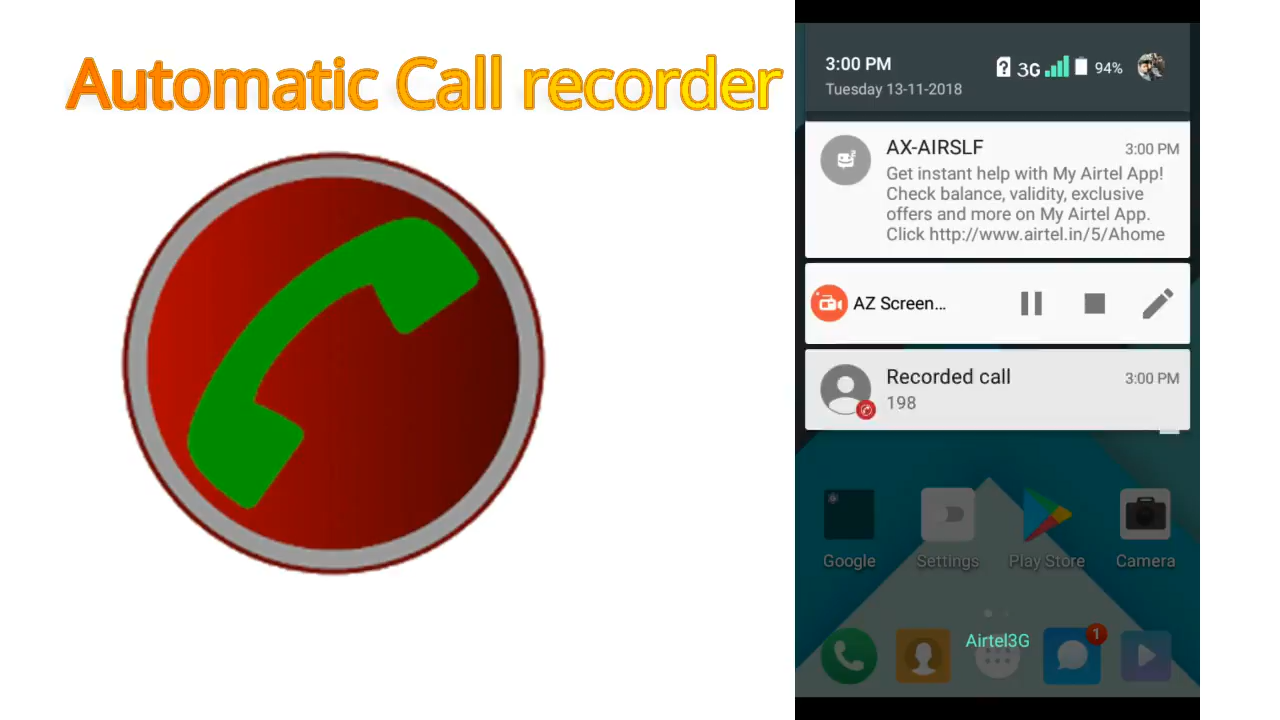 Automatic Call recorder
3:00 PM
3G
94%
Tuesday 13-11-2018
AX-AIRSLF
3:00 PM
Get instant help with My Airtel App!
Check balance, validity, exclusive
offers and more on My Airtel App.
Click http://www.airtel.in/5/Ahome
AZ Screen...
Recorded call
3:00 PM
198
Google
Settings
Play Store
Camera
Airtel3G
1